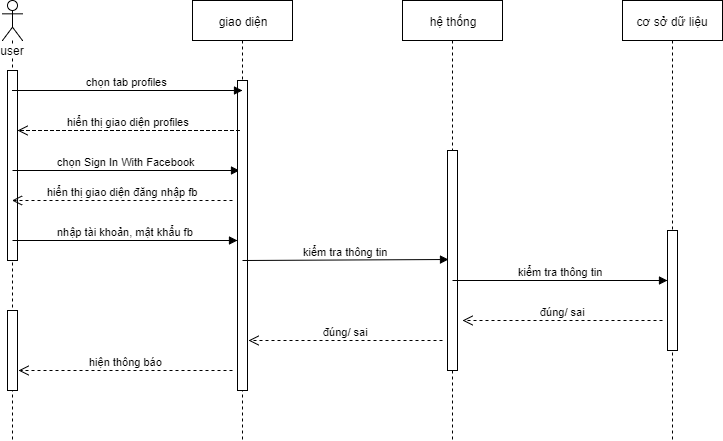 giao diện
hệ thống
cơ sở dữ liệu
user
chọn tab profiles
hiển thị giao diện profiles
chọn Sign In With Facebook
hiển thị giao diện đăng nhập fb
nhập tài khoản, mật khẩu fb
kiểm tra thông tin
kiểm tra thông tin
đúng/ sai
đúng/ sai
hiện thông báo